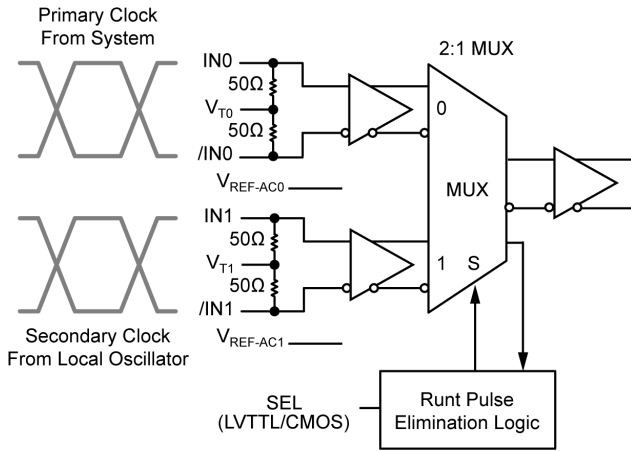 Primary Clock
From System
IN0
50Ω
VT0
50Ω
/IN0
VREF-AC0
2:1 MUX
0
MUX
1 S
IN1
50Ω
VT1
50Ω
/IN1
VREF-AC1
Secondary Clock
From Local Oscillator
SEL
(LVTTL/CMOS)
Runt Pulse
Elimination Logic